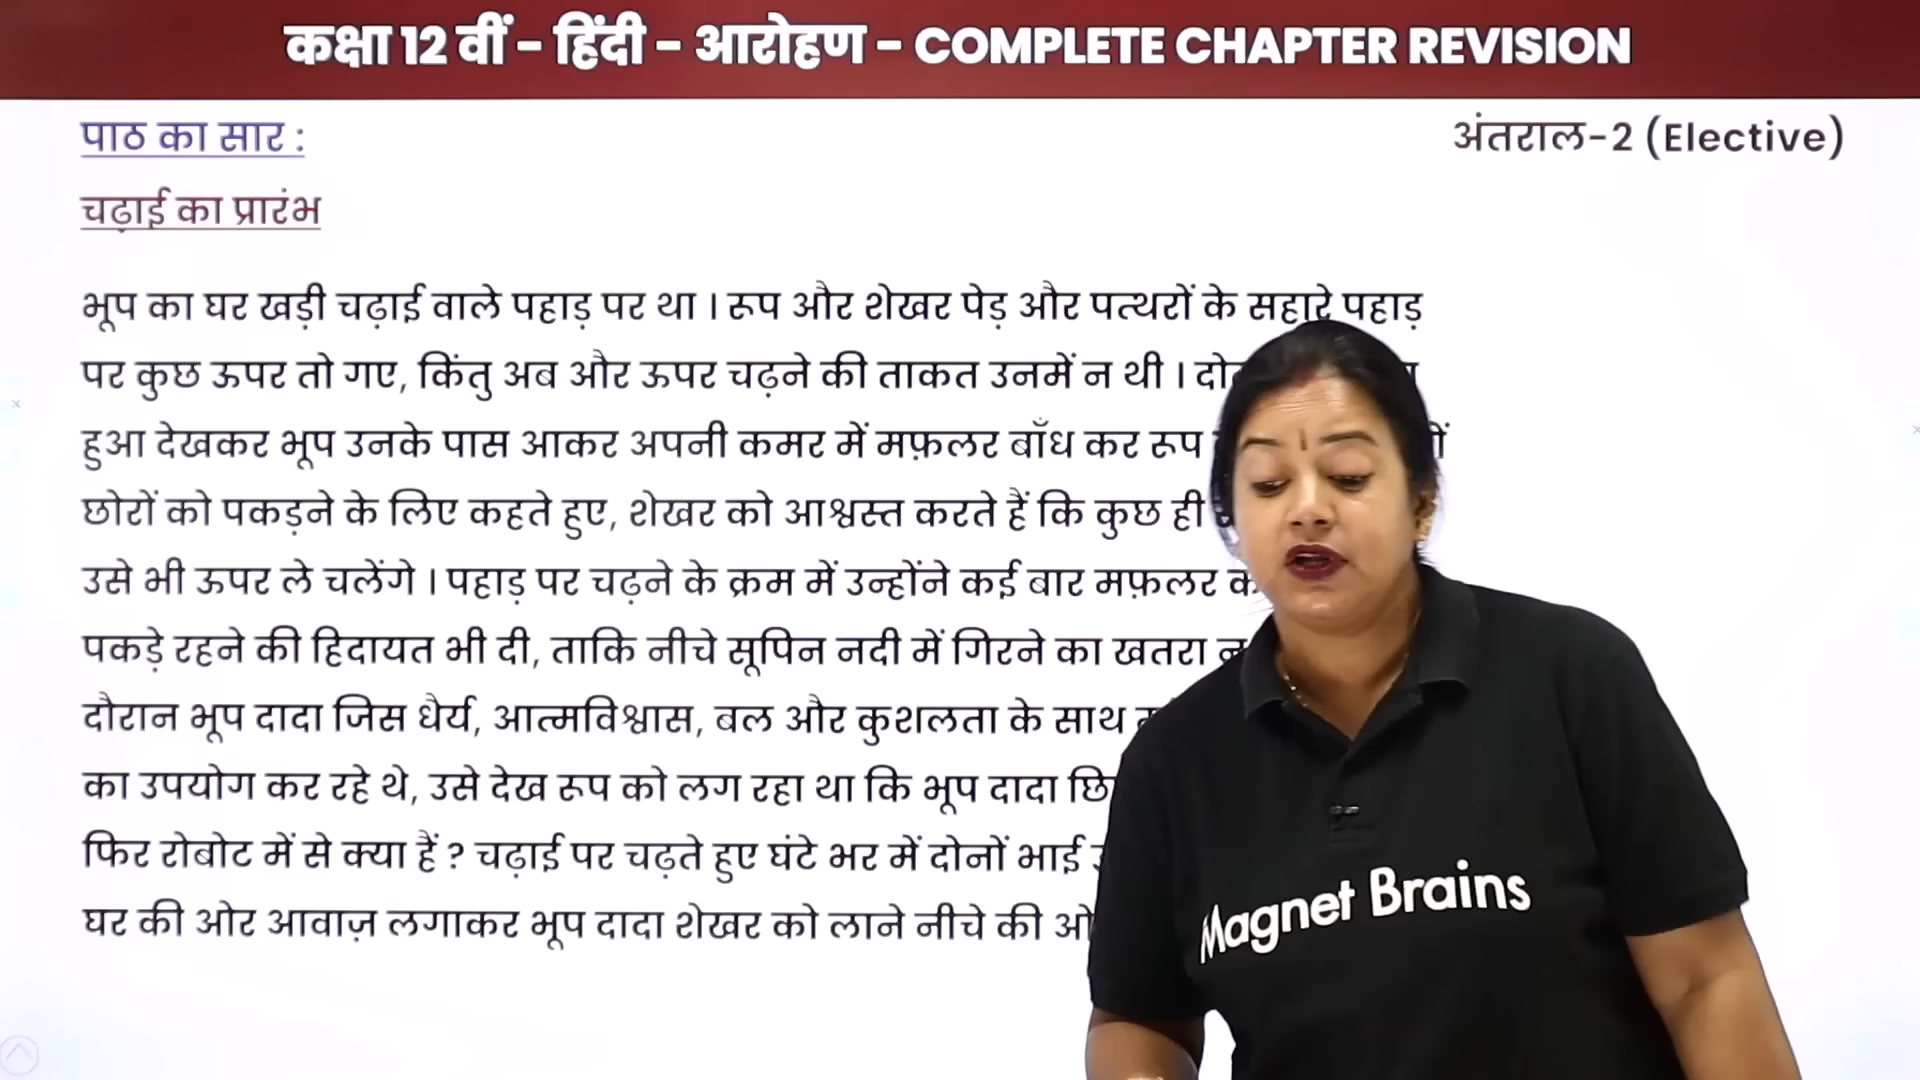 कक्षा 12 वीं - हिंदी - आरोहण - COMPLETE CHAPTER REVISION
पाठ का सार :
अंतराल-2 (Elective)
चढ़ाई का प्रारंभ
भूप का घर खड़ी चढ़ाई वाले पहाड़ पर था । रूप और शेखर पेड़ और पत्थरों के सहारे पहाड़
पर कुछ ऊपर तो गए, किंतु अब और ऊपर चढ़ने की ताकत उनमें न थी ।
हुआ देखकर भूप उनके पास आकर अपनी कमर में मफ़लर बाँध कर रूप
छोरों को पकड़ने के लिए कहते हुए, शेखर को आश्वस्त करते हैं कि कुछ ही
उसे भी ऊपर ले चलेंगे । पहाड़ पर चढ़ने के क्रम में उन्होंने कई बार मफ़लर
पकड़े रहने की हिदायत भी दी, ताकि नीचे सूपिन नदी में गिरने का खतरा
दौरान भूप दादा जिस धैर्य, आत्मविश्वास, बल और कुशलता के साथ
का उपयोग कर रहे थे, उसे देख रूप को लग रहा था कि भूप दादा
फिर रोबोट में से क्या हैं ? चढ़ाई पर चढ़ते हुए घंटे भर में दोनों भाई
घर की ओर आवाज़ लगाकर भूप दादा शेखर को लाने नीचे की
Magnet Brains